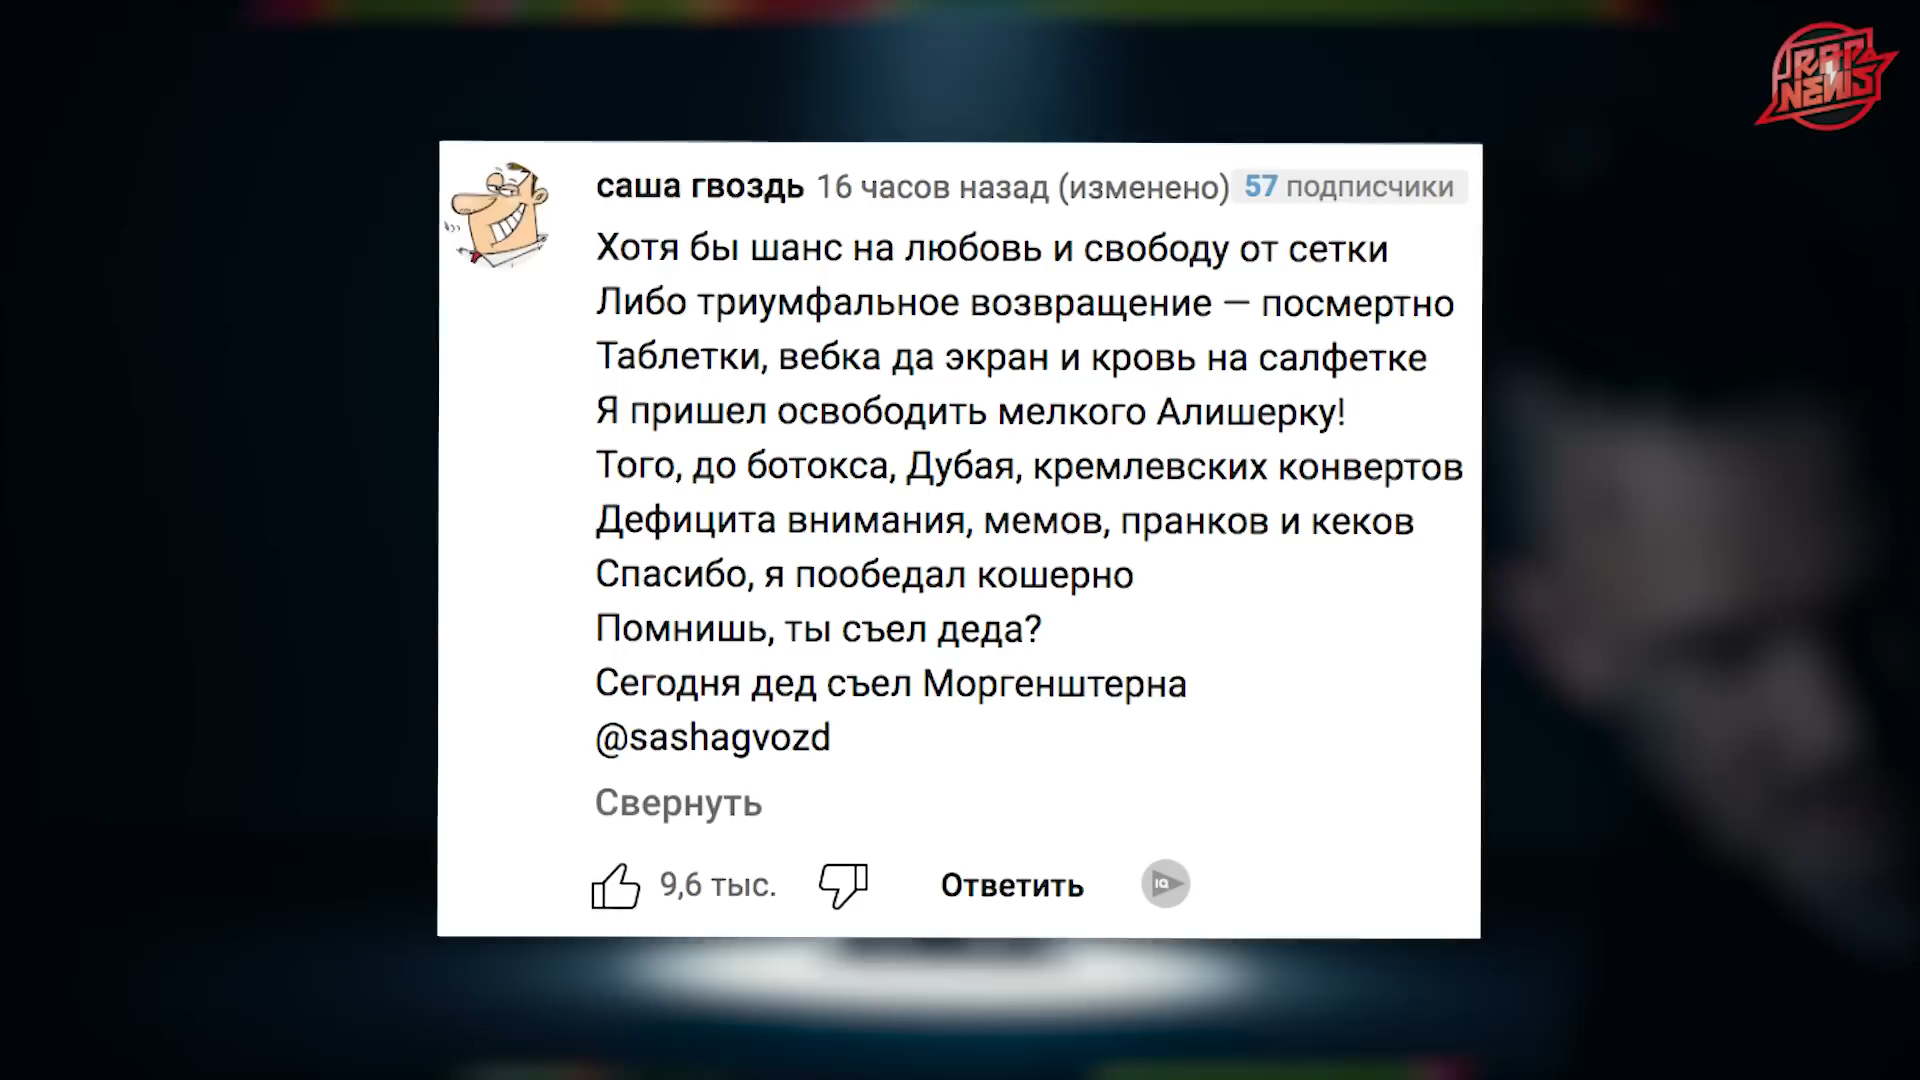 RAP
NEWS
саша гвоздь 16 часов назад (изменено) 57 подписчики
Хотя бы шанс на любовь и свободу от сетки
Либо триумфальное возвращение — посмертно
Таблетки, вебка да экран и кровь на салфетке
Я пришел освободить мелкого Алишерку!
Того, до ботокса, Дубая, кремлевских конвертов
Дефицита внимания, мемов, пранков и кеков
Спасибо, я пообедал кошерно
Помнишь, ты съел деда?
Сегодня дед съел Моргенштерна
@sashagvozd
Свернуть
9,6 тыс. Ответить IQ